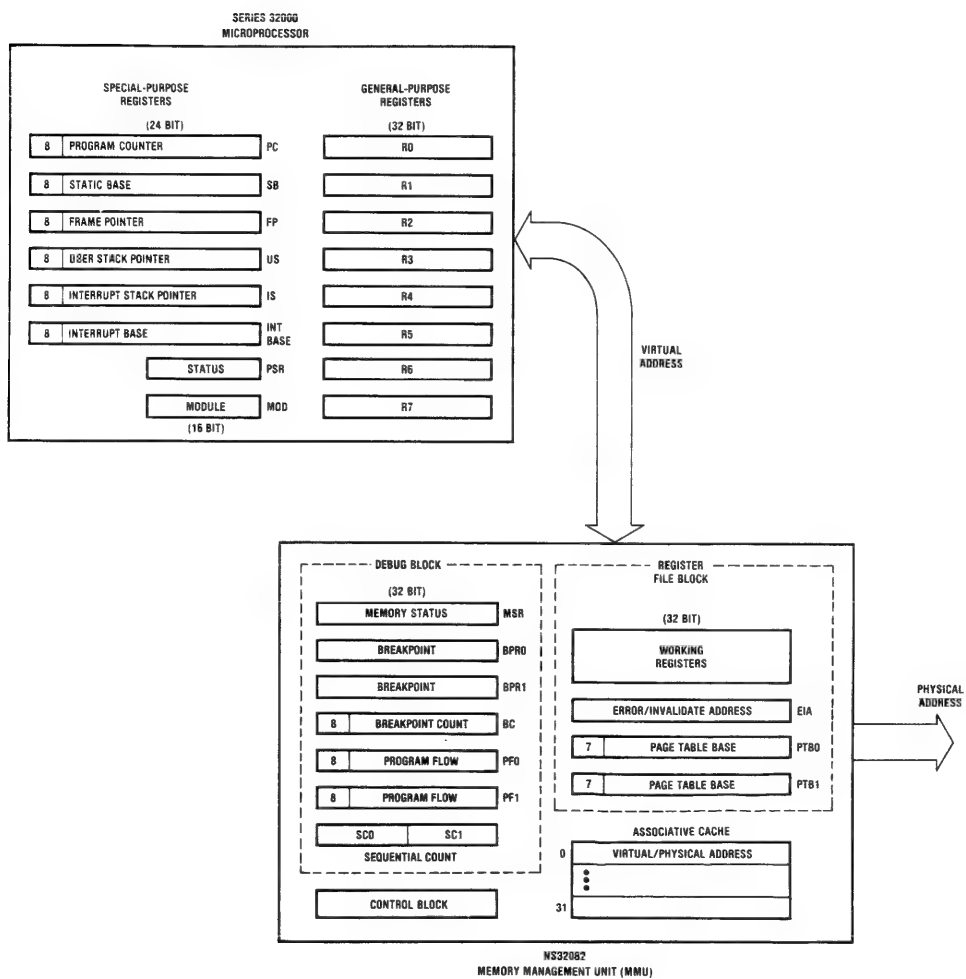 SERIES 32000
MICROPROCESSOR
SPECIAL-PURPOSE
REGISTERS
(24 BIT)
8 PROGRAM COUNTER PC
8 STATIC BASE SB
8 FRAME POINTER FP
8 USER STACK POINTER US
8 INTERRUPT STACK POINTER IS
8 INTERRUPT BASE INT
BASE
STATUS PSR
MODULE MOD
(16 BIT)
GENERAL-PURPOSE
REGISTERS
(32 BIT)
R0
R1
R2
R3
R4
R5
R6
R7
VIRTUAL
ADDRESS
DEBUG BLOCK
(32 BIT)
MEMORY STATUS MSR
BREAKPOINT BPR0
BREAKPOINT BPR1
8 BREAKPOINT COUNT BC
8 PROGRAM FLOW PF0
8 PROGRAM FLOW PF1
SC0 SC1
SEQUENTIAL COUNT
CONTROL BLOCK
REGISTER
FILE BLOCK
(32 BIT)
WORKING
REGISTERS
ERROR/INVALIDATE ADDRESS EIA
7 PAGE TABLE BASE PTB0
7 PAGE TABLE BASE PTB1
ASSOCIATIVE CACHE
0 VIRTUAL/PHYSICAL ADDRESS
31
PHYSICAL
ADDRESS
NS32082
MEMORY MANAGEMENT UNIT (MMU)